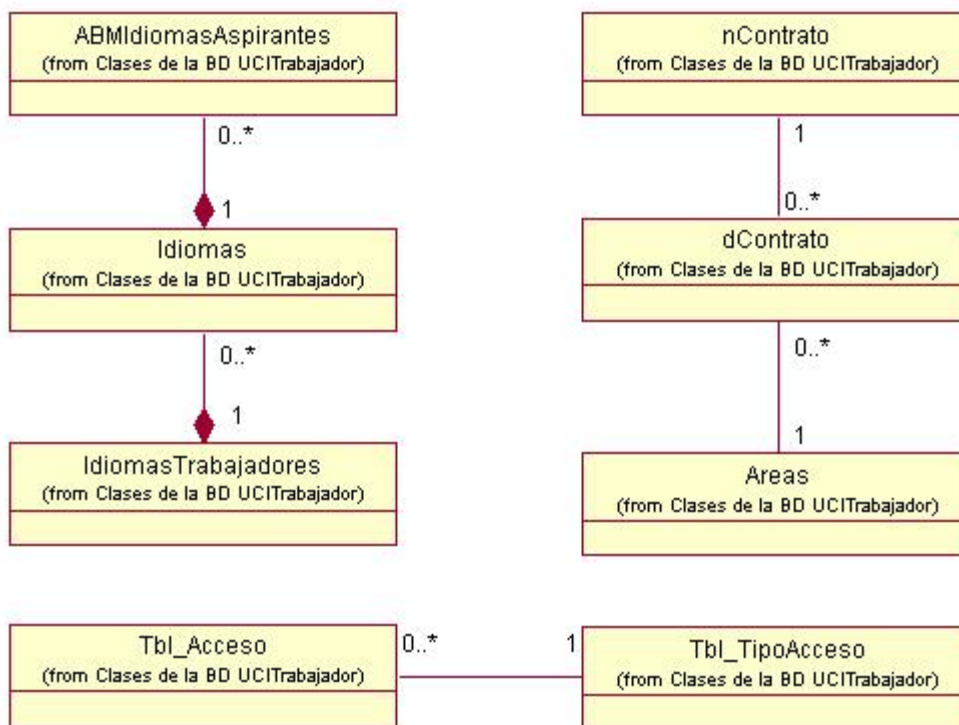 ABMIdiomasAspirantes
(from Clases de la BD UCITrabajador)
0..*
1
Idiomas
(from Clases de la BD UCITrabajador)
0..*
1
IdiomasTrabajadores
(from Clases de la BD UCITrabajador)
nContrato
(from Clases de la BD UCITrabajador)
1
0..*
dContrato
(from Clases de la BD UCITrabajador)
0..*
1
Areas
(from Clases de la BD UCITrabajador)
Tbl_Acceso
(from Clases de la BD UCITrabajador)
0..*
1
Tbl_TipoAcceso
(from Clases de la BD UCITrabajador)